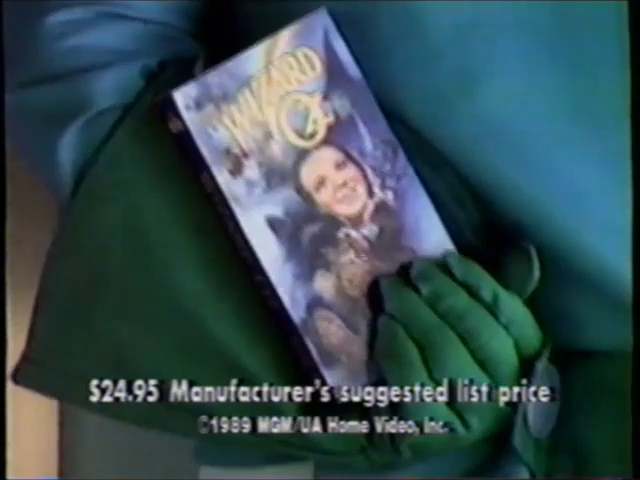 WIZARD
OZ
$24.95 Manufacturer's suggested list price
©1989 MGM/UA Home Video, Inc.